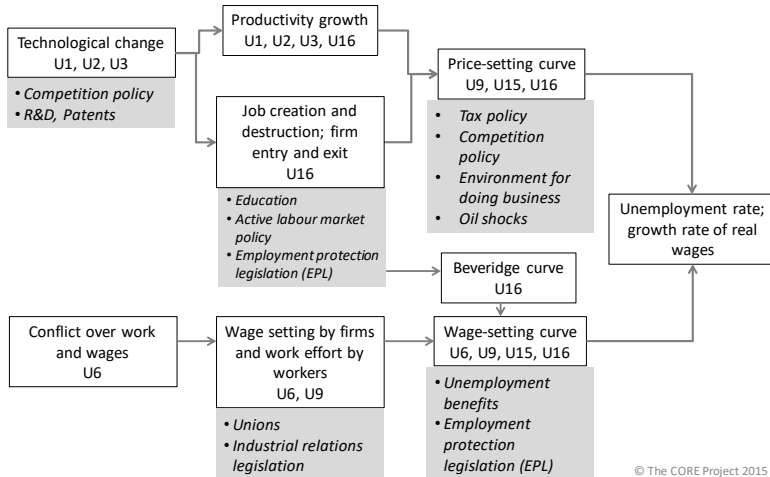 Technological change
U1, U2, U3
• Competition policy
• R&D, Patents
Productivity growth
U1, U2, U3, U16
Job creation and
destruction; firm
entry and exit
U16
• Education
• Active labour market
policy
• Employment protection
legislation (EPL)
Price-setting curve
U9, U15, U16
• Tax policy
• Competition
policy
• Environment for
doing business
• Oil shocks
Unemployment rate;
growth rate of real
wages
Beveridge curve
U16
Conflict over work
and wages
U6
Wage setting by firms
and work effort by
workers
U6, U9
• Unions
• Industrial relations
legislation
Wage-setting curve
U6, U9, U15, U16
• Unemployment
benefits
• Employment
protection
legislation (EPL)
© The CORE Project 2015